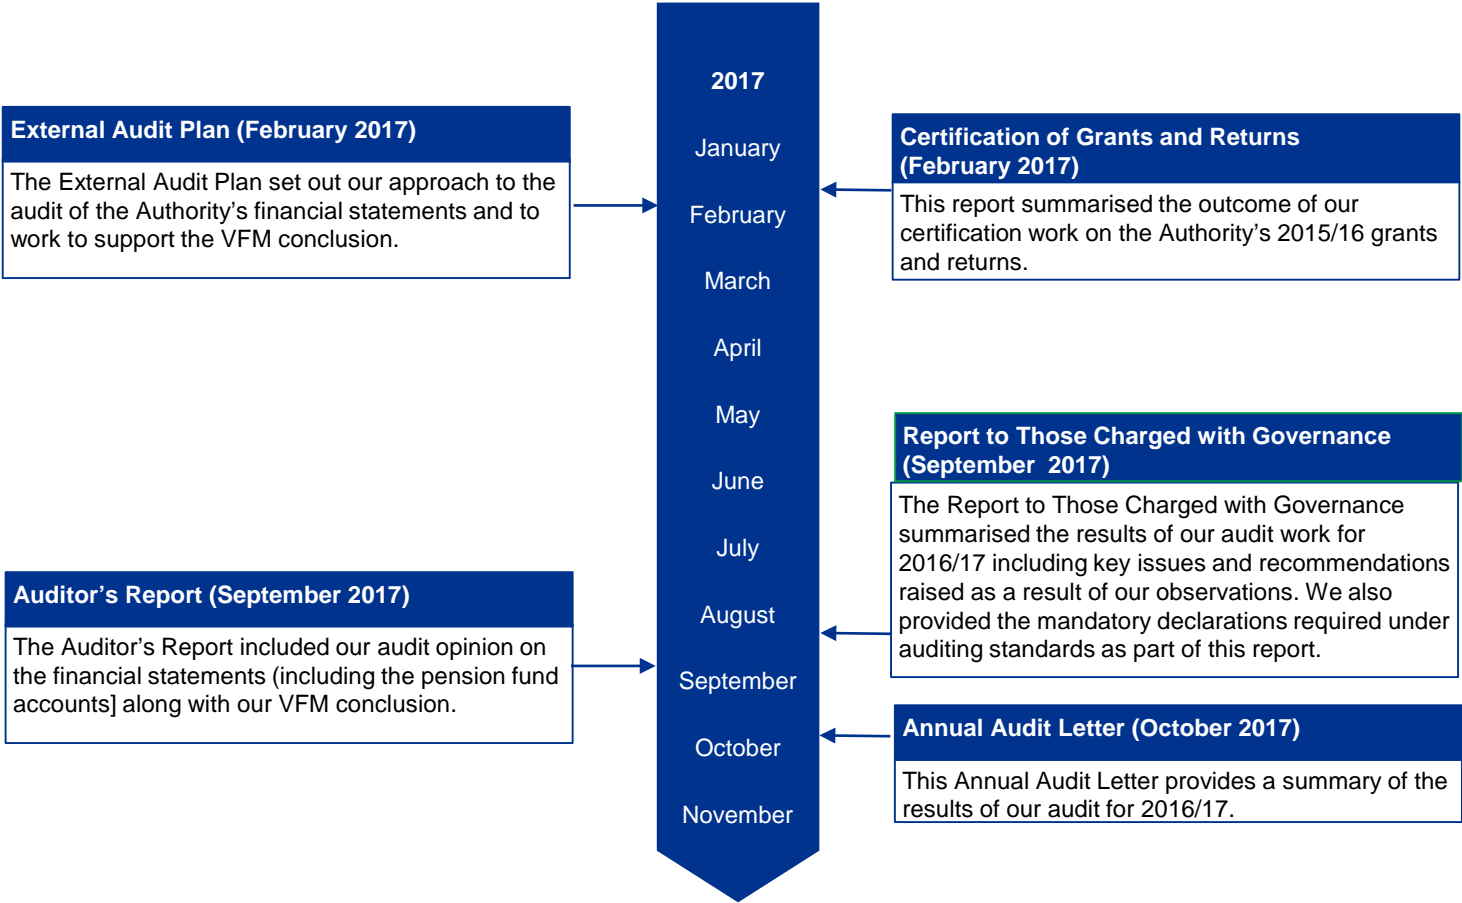 2017
January
February
March
April
May
June
July
August
September
October
November
External Audit Plan (February 2017)
The External Audit Plan set out our approach to the
audit of the Authority’s financial statements and to
work to support the VFM conclusion.
Certification of Grants and Returns
(February 2017)
This report summarised the outcome of our
certification work on the Authority’s 2015/16 grants
and returns.
Report to Those Charged with Governance
(September  2017)
The Report to Those Charged with Governance
summarised the results of our audit work for
2016/17 including key issues and recommendations
raised as a result of our observations. We also
provided the mandatory declarations required under
auditing standards as part of this report.
Auditor’s Report (September 2017)
The Auditor’s Report included our audit opinion on
the financial statements (including the pension fund
accounts] along with our VFM conclusion.
Annual Audit Letter (October 2017)
This Annual Audit Letter provides a summary of the
results of our audit for 2016/17.